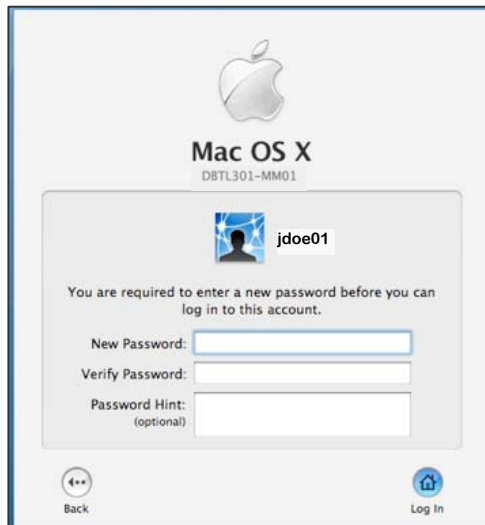 Mac OS X
D8TL301-MM01
jdoe01
You are required to enter a new password before you can
log in to this account.
New Password:
Verify Password:
Password Hint:
(optional)
Back
Log In